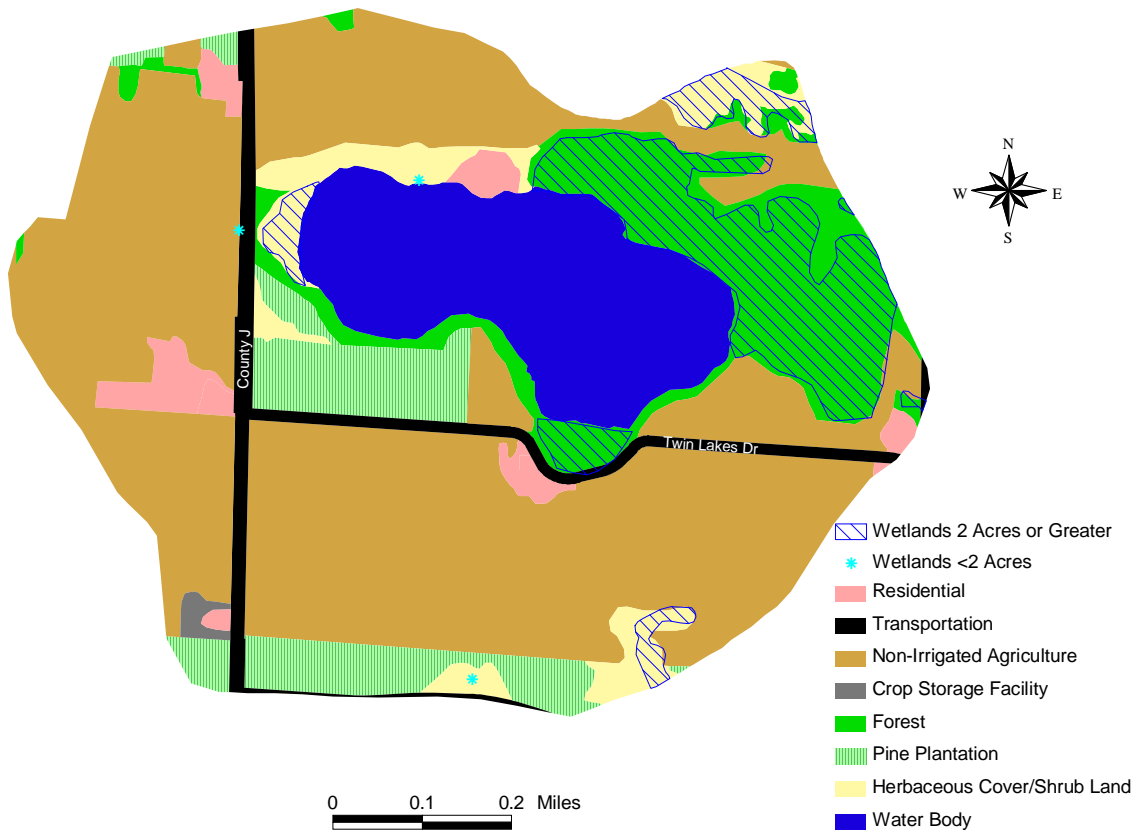 N
W E
S
County J
Twin Lakes Dr
Wetlands 2 Acres or Greater
Wetlands <2 Acres
Residential
Transportation
Non-Irrigated Agriculture
Crop Storage Facility
Forest
Pine Plantation
Herbaceous Cover/Shrub Land
Water Body
0 0.1 0.2 Miles